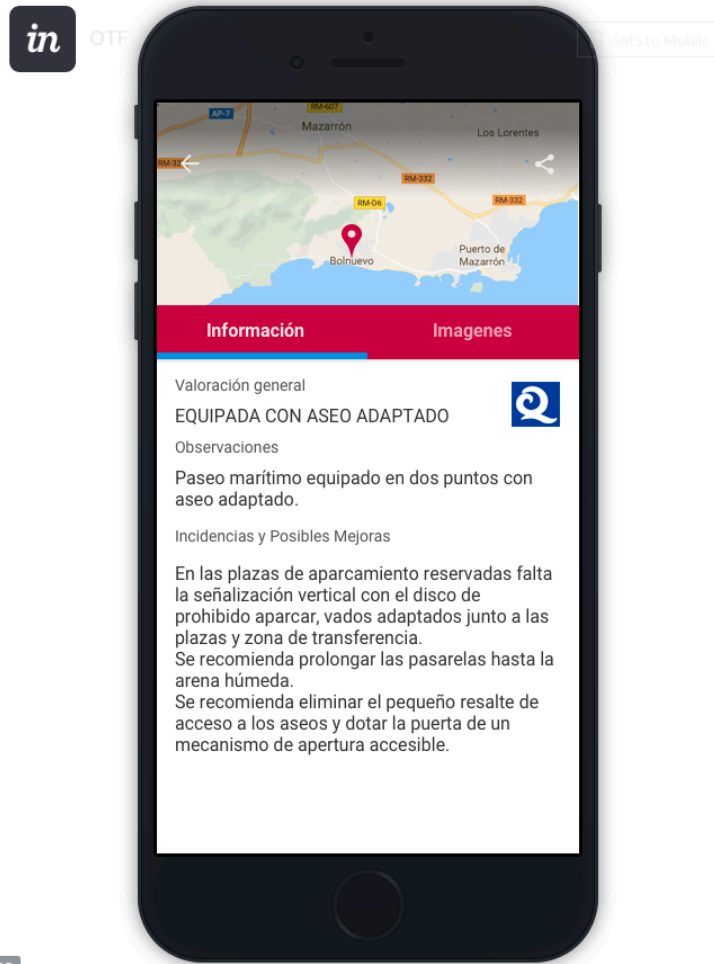 in
OTF
SMS to Mobile
RM-607
AP-7
Mazarrón
Los Lorentes
RM-33
RM-332
RM-D6
RM-332
Puerto de
Mazarrón
Bolnuevo
Información
Imagenes
Valoración general
EQUIPADA CON ASEO ADAPTADO
Observaciones
Paseo marítimo equipado en dos puntos con
aseo adaptado.
Incidencias y Posibles Mejoras
En las plazas de aparcamiento reservadas falta
la señalización vertical con el disco de
prohibido aparcar, vados adaptados junto a las
plazas y zona de transferencia.
Se recomienda prolongar las pasarelas hasta la
arena húmeda.
Se recomienda eliminar el pequeño resalte de
acceso a los aseos y dotar la puerta de un
mecanismo de apertura accesible.